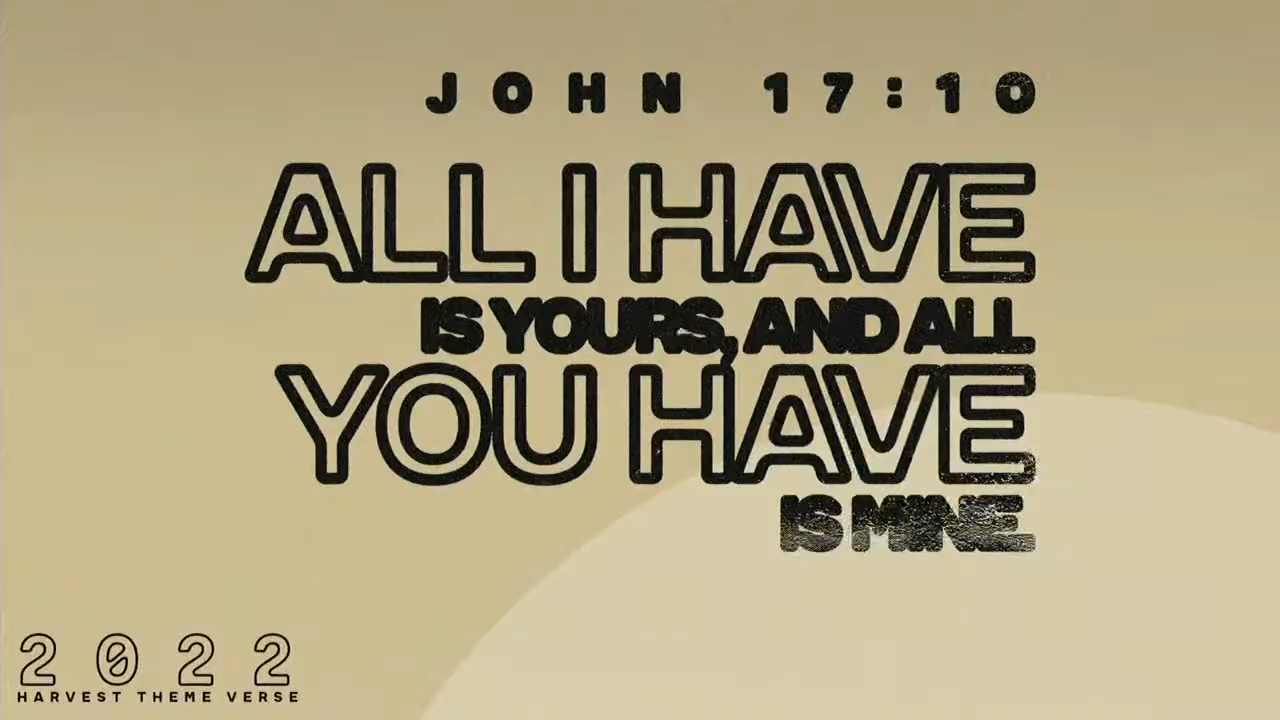 JOHN 17:10
ALL I HAVE
IS YOURS, AND ALL
YOU HAVE
IS MINE
2022
HARVEST THEME VERSE